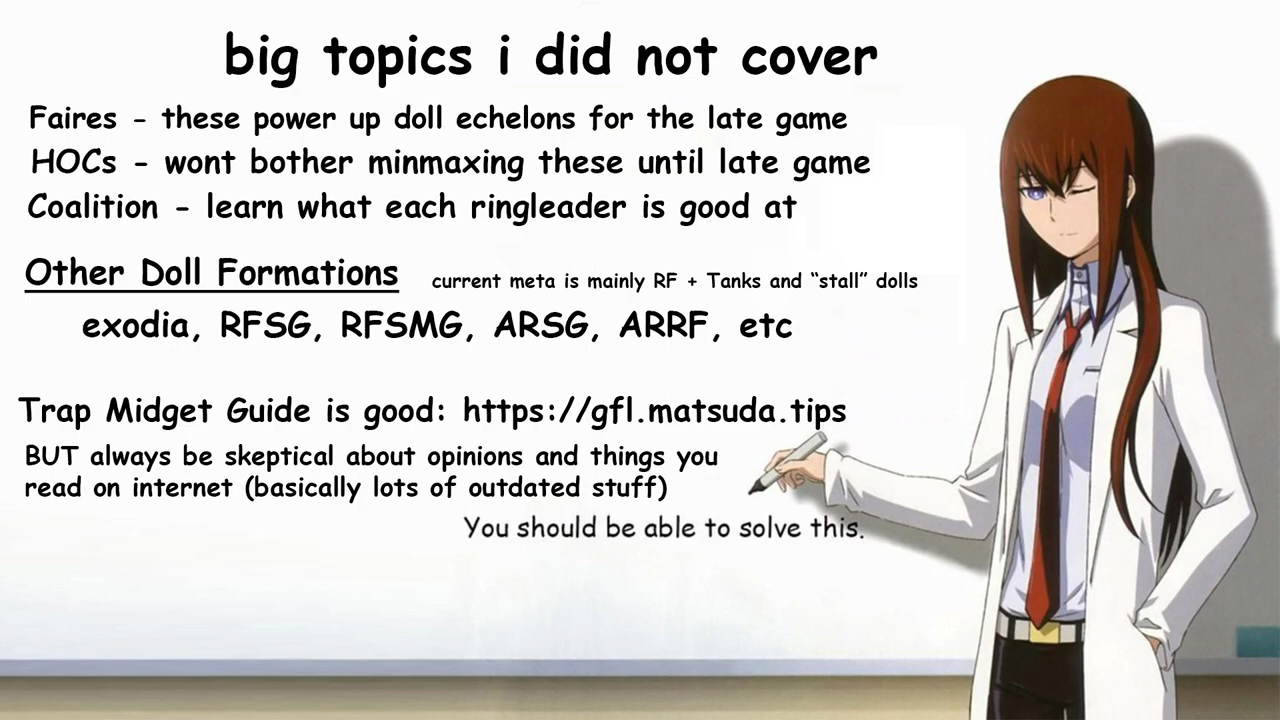 big topics i did not cover
Faires - these power up doll echelons for the late game
HOCs - wont bother minmaxing these until late game
Coalition - learn what each ringleader is good at
Other Doll Formations current meta is mainly RF + Tanks and “stall” dolls
exodia, RFSG, RFSMG, ARSG, ARRF, etc
Trap Midget Guide is good: https://gfl.matsuda.tips
BUT always be skeptical about opinions and things you
read on internet (basically lots of outdated stuff)
You should be able to solve this.